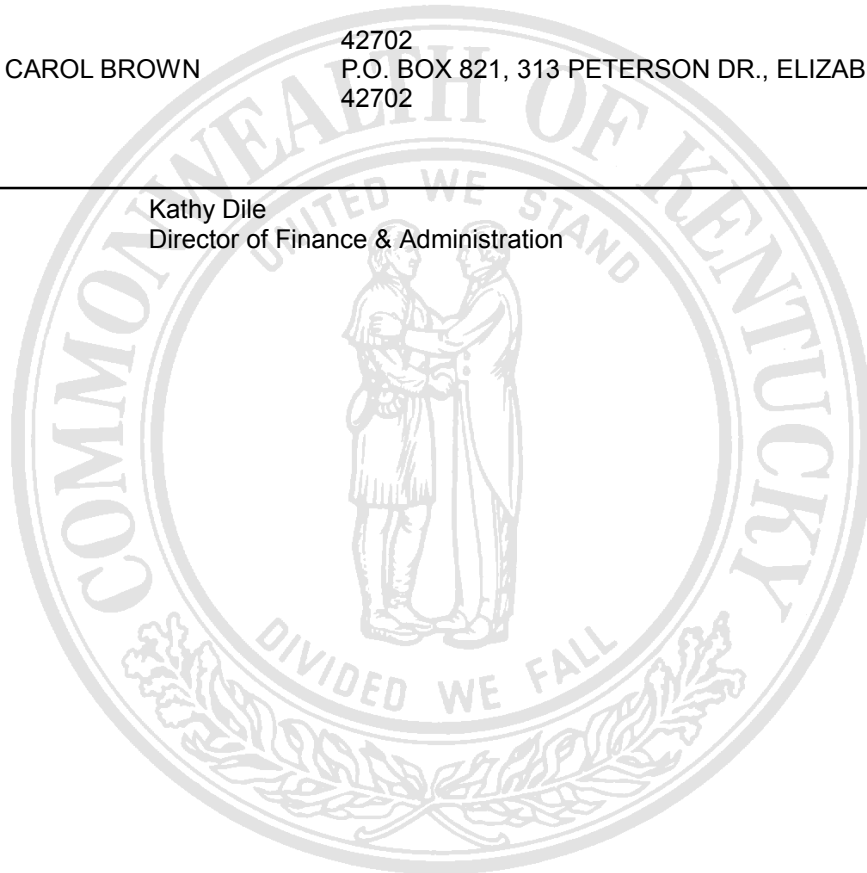 42702
CAROL BROWN P.O. BOX 821, 313 PETERSON DR., ELIZAB
42702
Kathy Dile
Director of Finance & Administration
COMMONWEALTH OF KENTUCKY
UNITED WE STAND
DIVIDED WE FALL